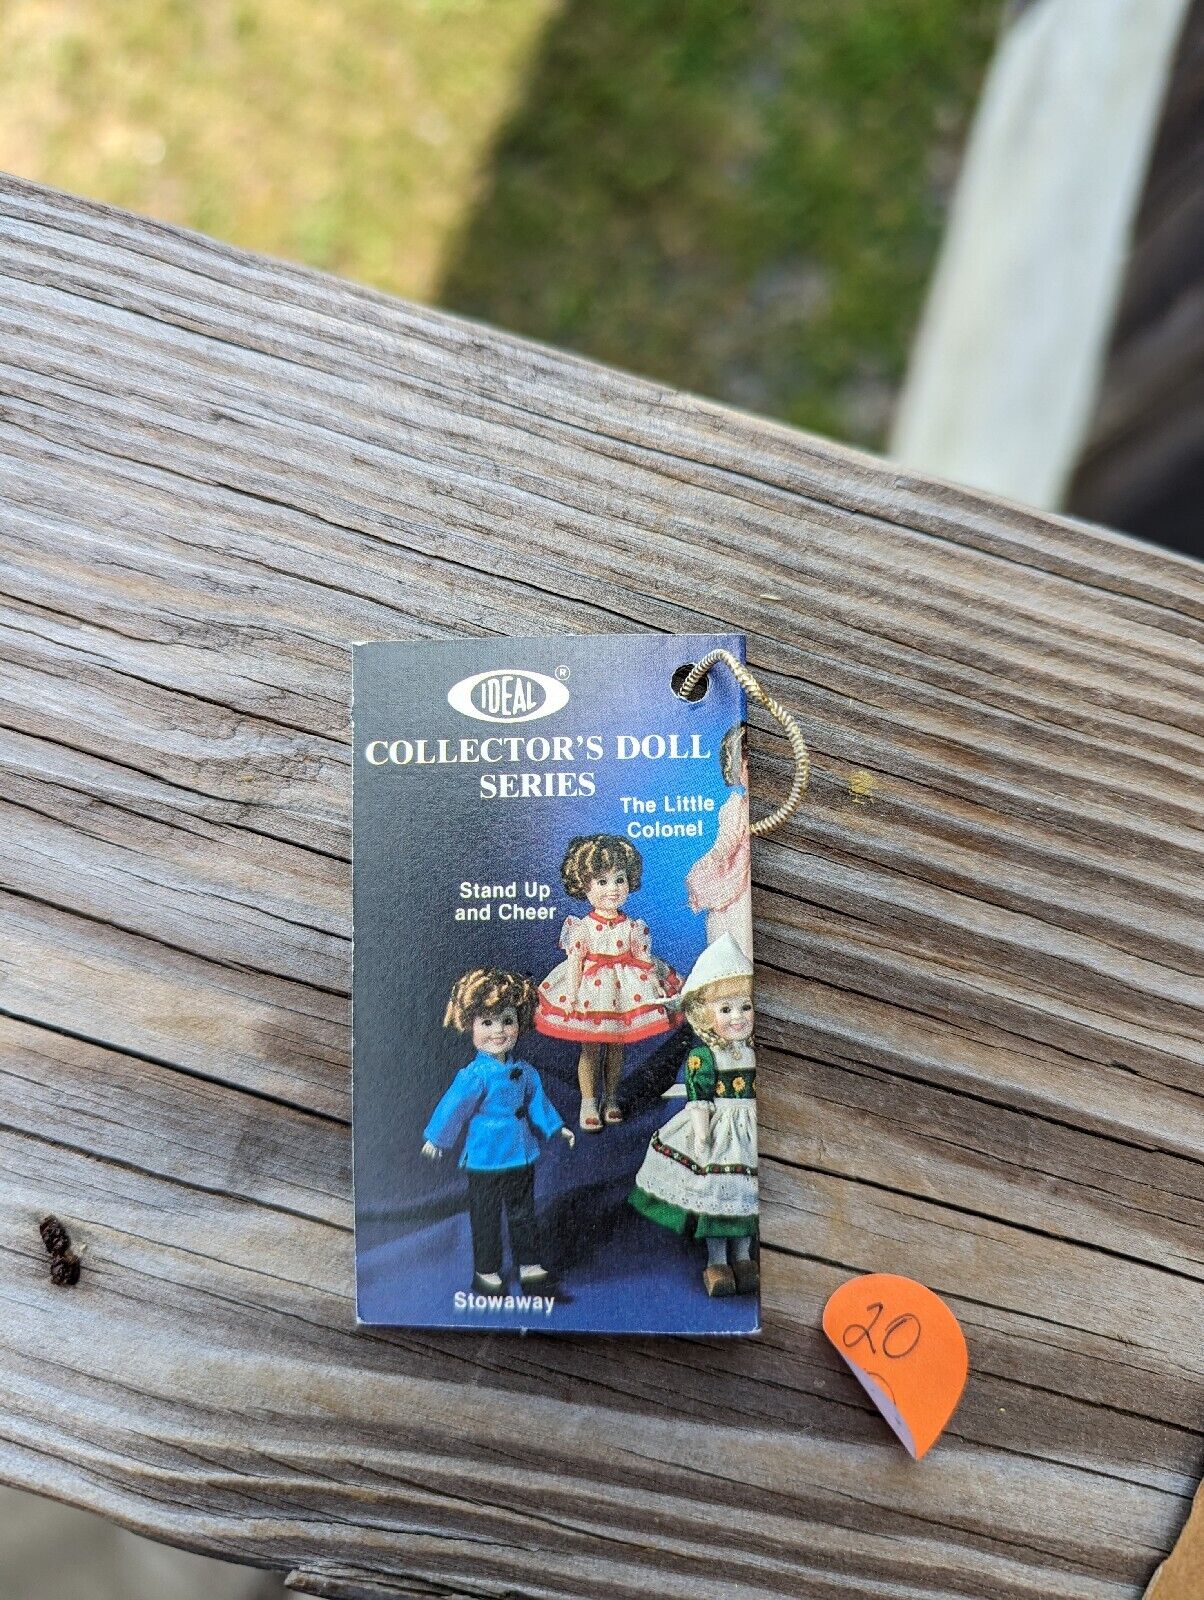 IDEAL ®
COLLECTOR'S DOLL
SERIES
The Little
Colonel
Stand Up
and Cheer
Stowaway
20